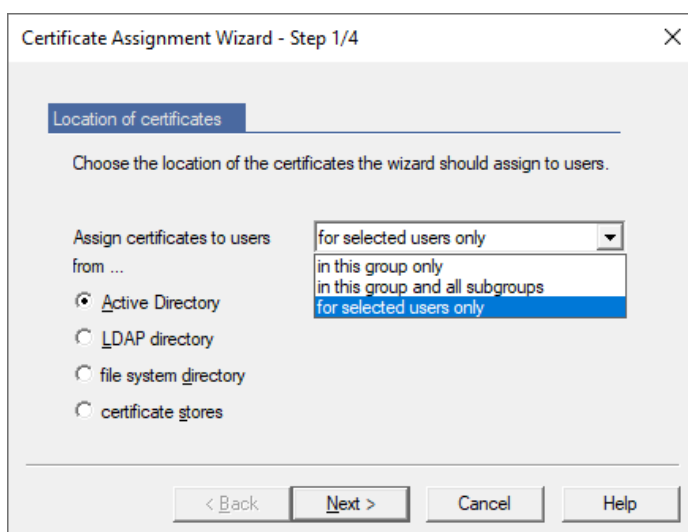 Certificate Assignment Wizard - Step 1/4
Location of certificates
Choose the location of the certificates the wizard should assign to users.
Assign certificates to users for selected users only
from ... in this group only
in this group and all subgroups
Active Directory for selected users only
LDAP directory
file system directory
certificate stores
< Back Next > Cancel Help